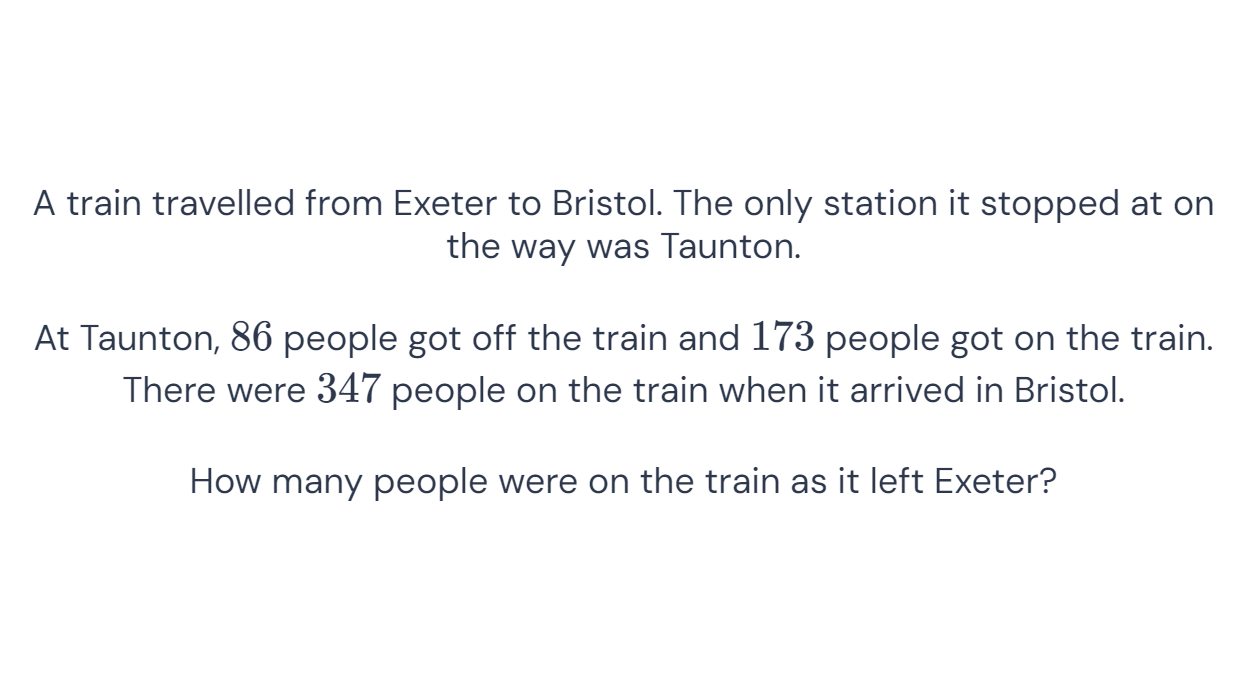 A train travelled from Exeter to Bristol. The only station it stopped at on
the way was Taunton.
At Taunton, 86 people got off the train and 173 people got on the train.
There were 347 people on the train when it arrived in Bristol.
How many people were on the train as it left Exeter?